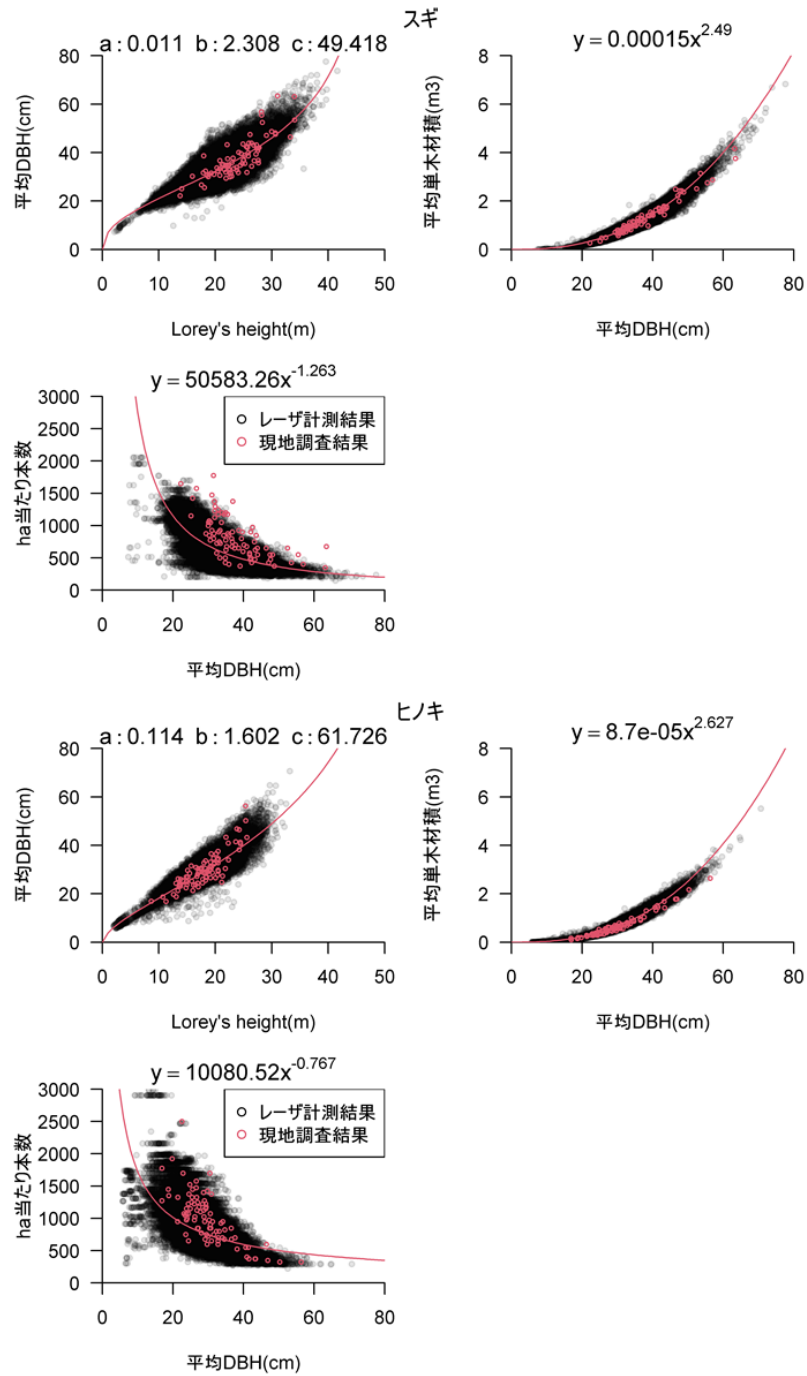 スギ
a : 0.011 b : 2.308 c : 49.418
80
60
40
20
0
平均DBH(cm)
0 10 20 30 40 50
Lorey's height(m)
y = 0.00015x^2.49
8
6
4
2
0
平均単木材積(m3)
0 20 40 60 80
平均DBH(cm)
y = 50583.26x^-1.263
3000
2500
2000
1500
1000
500
0
ha当たり本数
レーザ計測結果
現地調査結果
0 20 40 60 80
平均DBH(cm)
ヒノキ
a : 0.114 b : 1.602 c : 61.726
80
60
40
20
0
平均DBH(cm)
0 10 20 30 40 50
Lorey's height(m)
y = 8.7e-05x^2.627
8
6
4
2
0
平均単木材積(m3)
0 20 40 60 80
平均DBH(cm)
y = 10080.52x^-0.767
3000
2500
2000
1500
1000
500
0
ha当たり本数
レーザ計測結果
現地調査結果
0 20 40 60 80
平均DBH(cm)